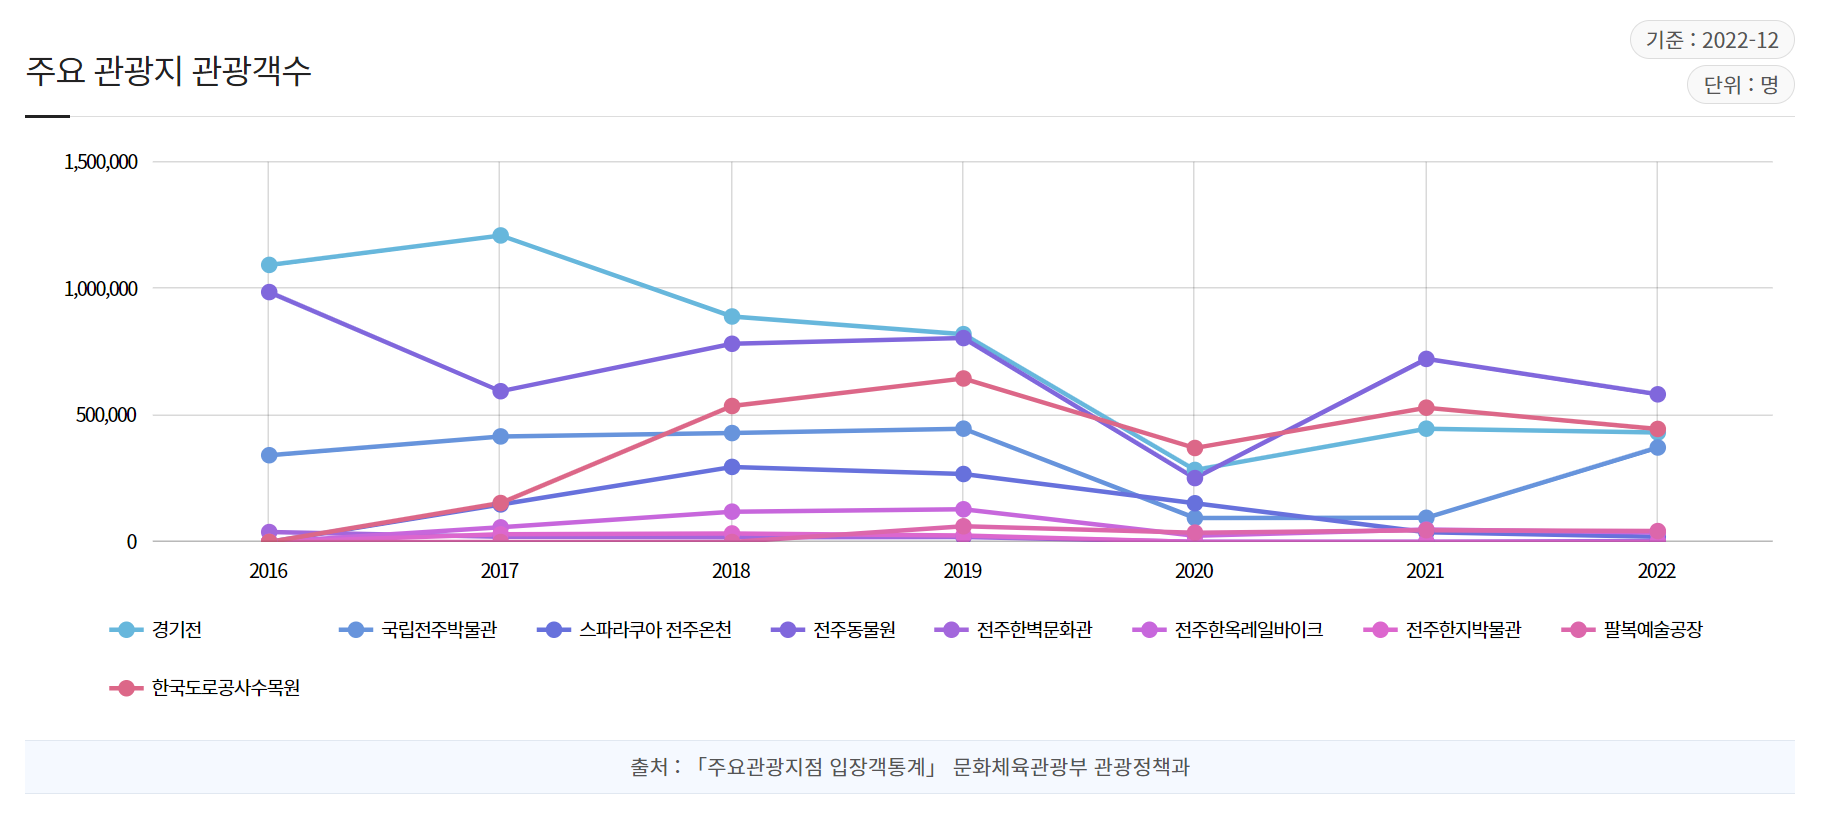 기준 : 2022-12
주요 관광지 관광객수
단위 : 명
1,500,000
1,000,000
500,000
0
2016 2017 2018 2019 2020 2021 2022
경기전 국립전주박물관 스파라쿠아 전주온천 전주동물원 전주한벽문화관 전주한옥레일바이크 전주한지박물관 팔복예술공장
한국도로공사수목원
출처 : 「주요관광지점 입장객통계」 문화체육관광부 관광정책과